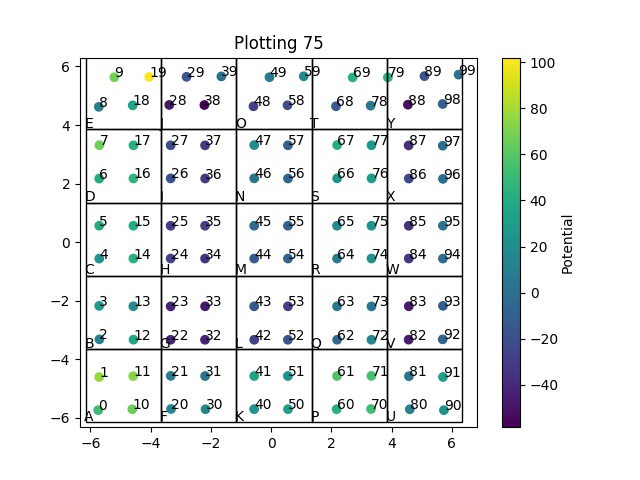 Plotting 75
6
9 19 29 39 49 59 69 79 89 99
100
8 18 28 38 48 58 68 78 88 98
80
4
E J O T Y
7 17 27 37 47 57 67 77 87 97
60
6 16 26 36 46 56 66 76 86 96
2
D I N S X
40
5 15 25 35 45 55 65 75 85 95
20
0
4 14 24 34 44 54 64 74 84 94
C H M R W
Potential
0
−2
3 13 23 33 43 53 63 73 83 93
2 12 22 32 42 52 62 72 82 92
B G L Q V
−20
−4
1 11 21 31 41 51 61 71 81 91
−40
0 10 20 30 40 50 60 70 80 90
−6
A F K P U
−6 −4 −2 0 2 4 6